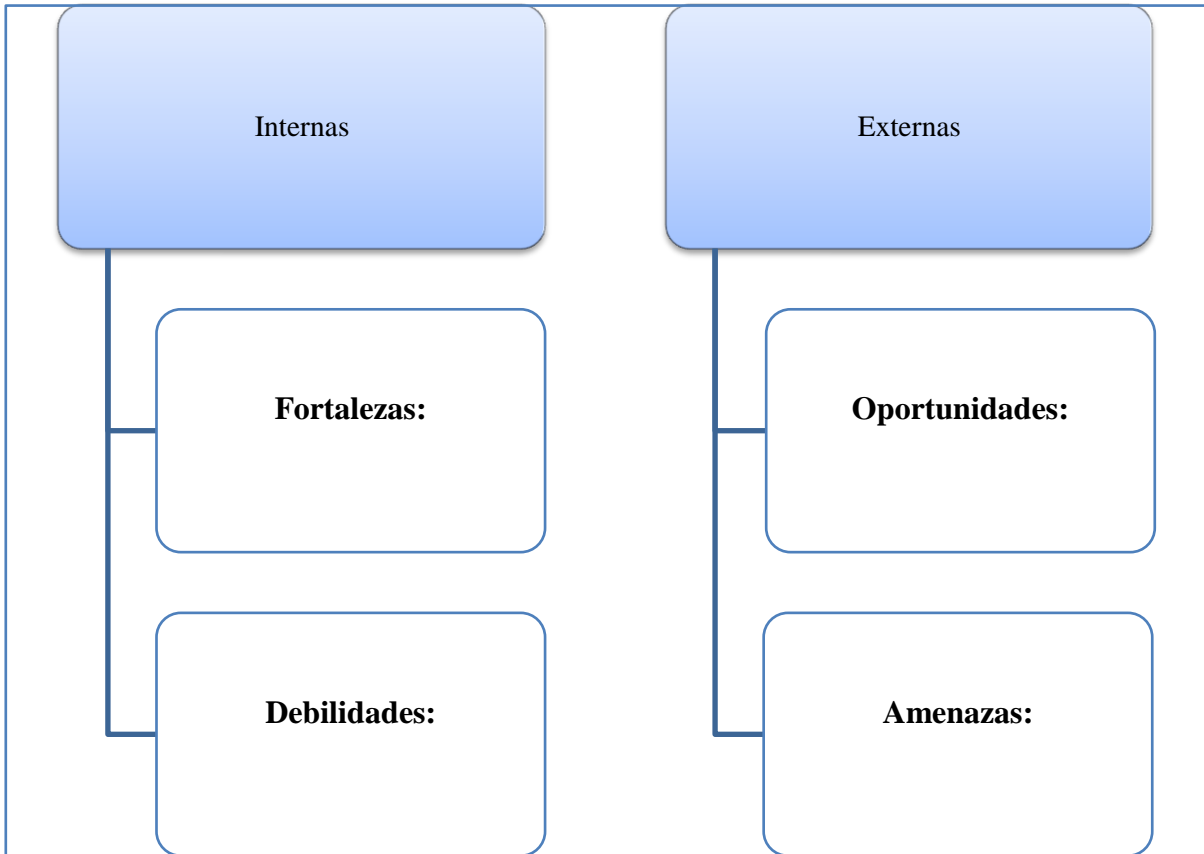 Internas
Fortalezas:
Debilidades:
Externas
Oportunidades:
Amenazas: